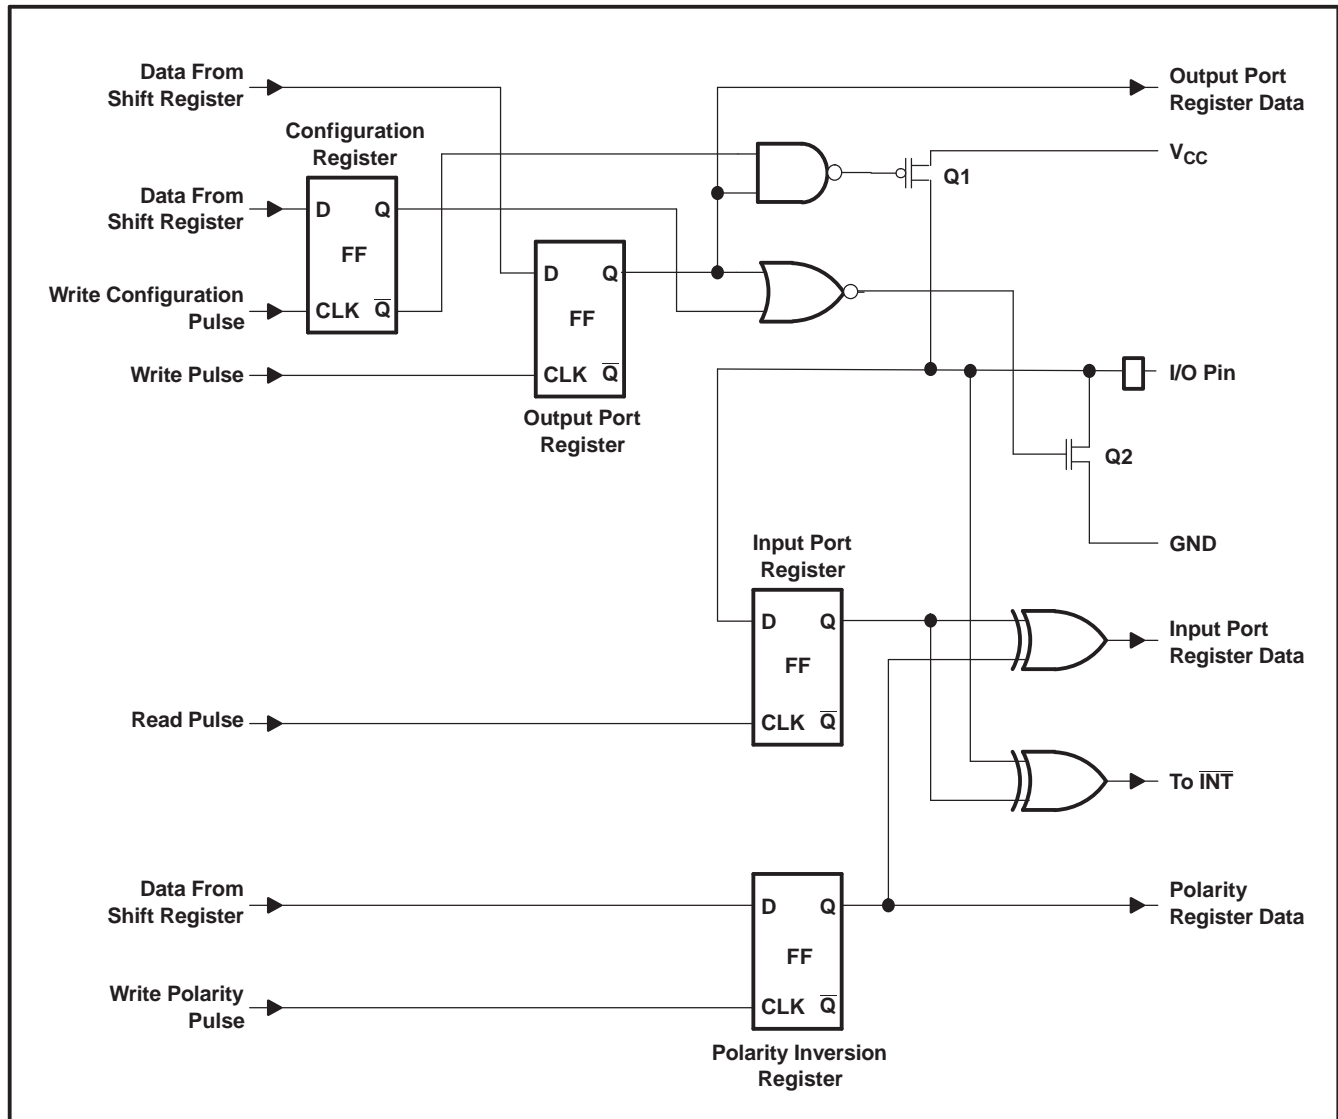 Data From
Shift Register
Output Port
Register Data
Configuration
Register
VCC
Q1
Data From
Shift Register
D
Q
FF
CLK
Q̅
Write Configuration
Pulse
D
Q
FF
CLK
Q̅
Write Pulse
Output Port
Register
I/O Pin
Q2
GND
Input Port
Register
D
Q
FF
CLK
Q̅
Input Port
Register Data
Read Pulse
To I̅N̅T̅
Data From
Shift Register
D
Q
FF
CLK
Q̅
Polarity
Register Data
Write Polarity
Pulse
Polarity Inversion
Register